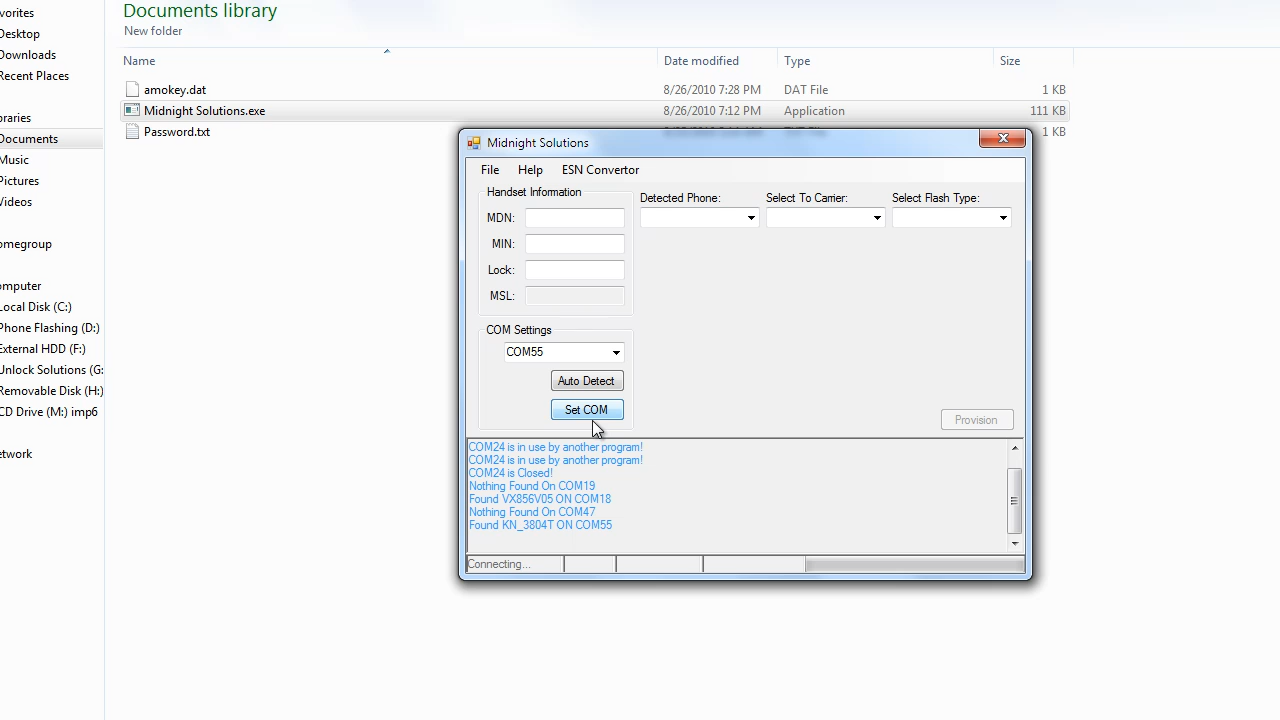 vorites
Desktop
Downloads
Recent Places
braries
Documents
Music
Pictures
Videos
omegroup
omputer
Local Disk (C:)
Phone Flashing (D:)
External HDD (F:)
Unlock Solutions (G:
Removable Disk (H:)
CD Drive (M:) imp6
etwork
Documents library
New folder
Name Date modified Type Size
amokey.dat 8/26/2010 7:28 PM DAT File 1 KB
Midnight Solutions.exe 8/26/2010 7:12 PM Application 111 KB
Password.txt 1 KB
Midnight Solutions
File Help ESN Convertor
Handset Information
MDN:
MIN:
Lock:
MSL:
Detected Phone: Select To Carrier: Select Flash Type:
COM Settings
COM55
Auto Detect
Set COM
Provision
COM24 is in use by another program!
COM24 is in use by another program!
COM24 is Closed!
Nothing Found On COM19
Found VX856V05 ON COM18
Nothing Found On COM47
Found KN_3804T ON COM55
Connecting...